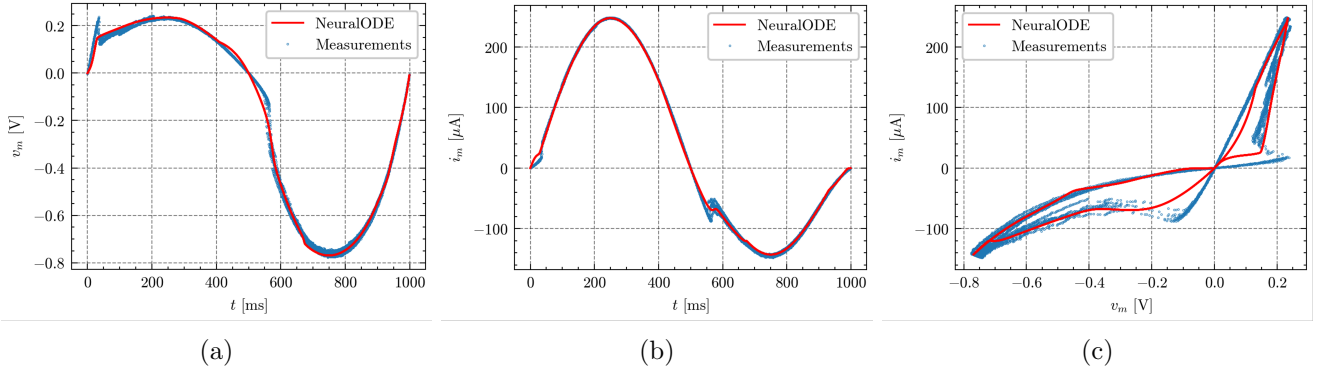 NeuralODE
Measurements
0.2
0.0
−0.2
−0.4
−0.6
−0.8
v_m [V]
0
200
400
600
800
1000
t [ms]
(a)
NeuralODE
Measurements
200
100
0
−100
i_m [μA]
0
200
400
600
800
1000
t [ms]
(b)
NeuralODE
Measurements
200
100
0
−100
i_m [μA]
−0.8
−0.6
−0.4
−0.2
0.0
0.2
v_m [V]
(c)